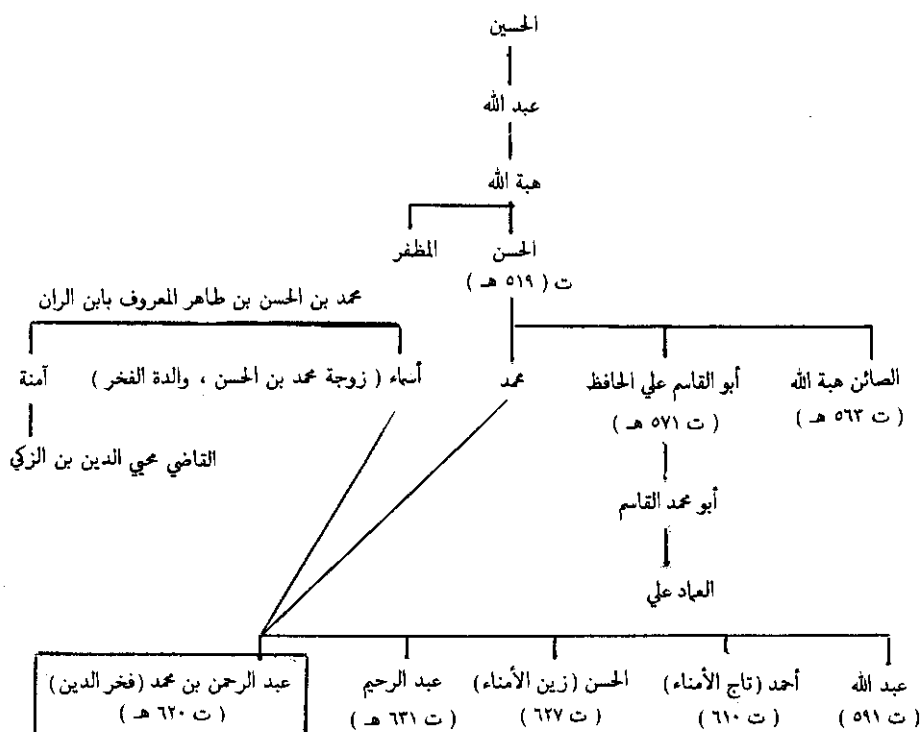 الحسين
عبد الله
هبة الله
الحسن المظفر
ت ( ٥١٩ هـ )
محمد بن الحسن بن طاهر المعروف بابن الران
الصائن هبة الله أبو القاسم علي الحافظ محمد أسماء ( زوجة محمد بن الحسن ، والدة الفخر ) آمنة
( ت ٥٦٣ هـ ) ( ت ٥٧١ هـ )
القاضي محيي الدين بن الزكي
أبو محمد القاسم
العماد علي
عبد الله أحمد (تاج الأمناء) الحسن (زين الأمناء) عبد الرحيم عبد الرحمن بن محمد (فخر الدين)
( ت ٥٩١ ) ( ت ٦١٠ ) ( ت ٦٢٧ ) ( ت ٦٣١ هـ ) ( ت ٦٢٠ هـ )